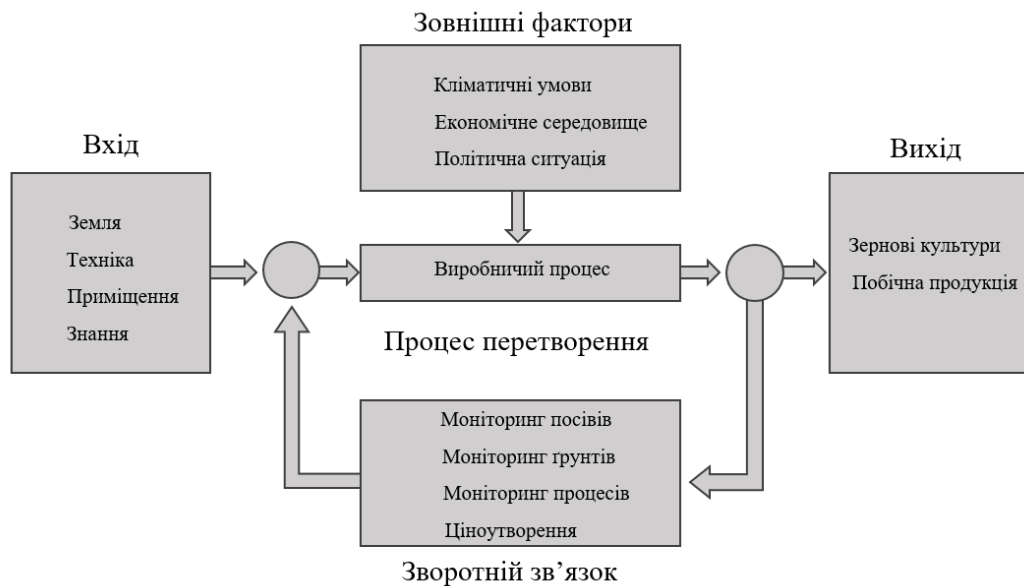 Зовнішні фактори
Кліматичні умови
Економічне середовище
Політична ситуація
Вхід
Земля
Техніка
Приміщення
Знання
Виробничий процес
Процес перетворення
Вихід
Зернові культури
Побічна продукція
Моніторинг посівів
Моніторинг ґрунтів
Моніторинг процесів
Ціноутворення
Зворотній зв’язок